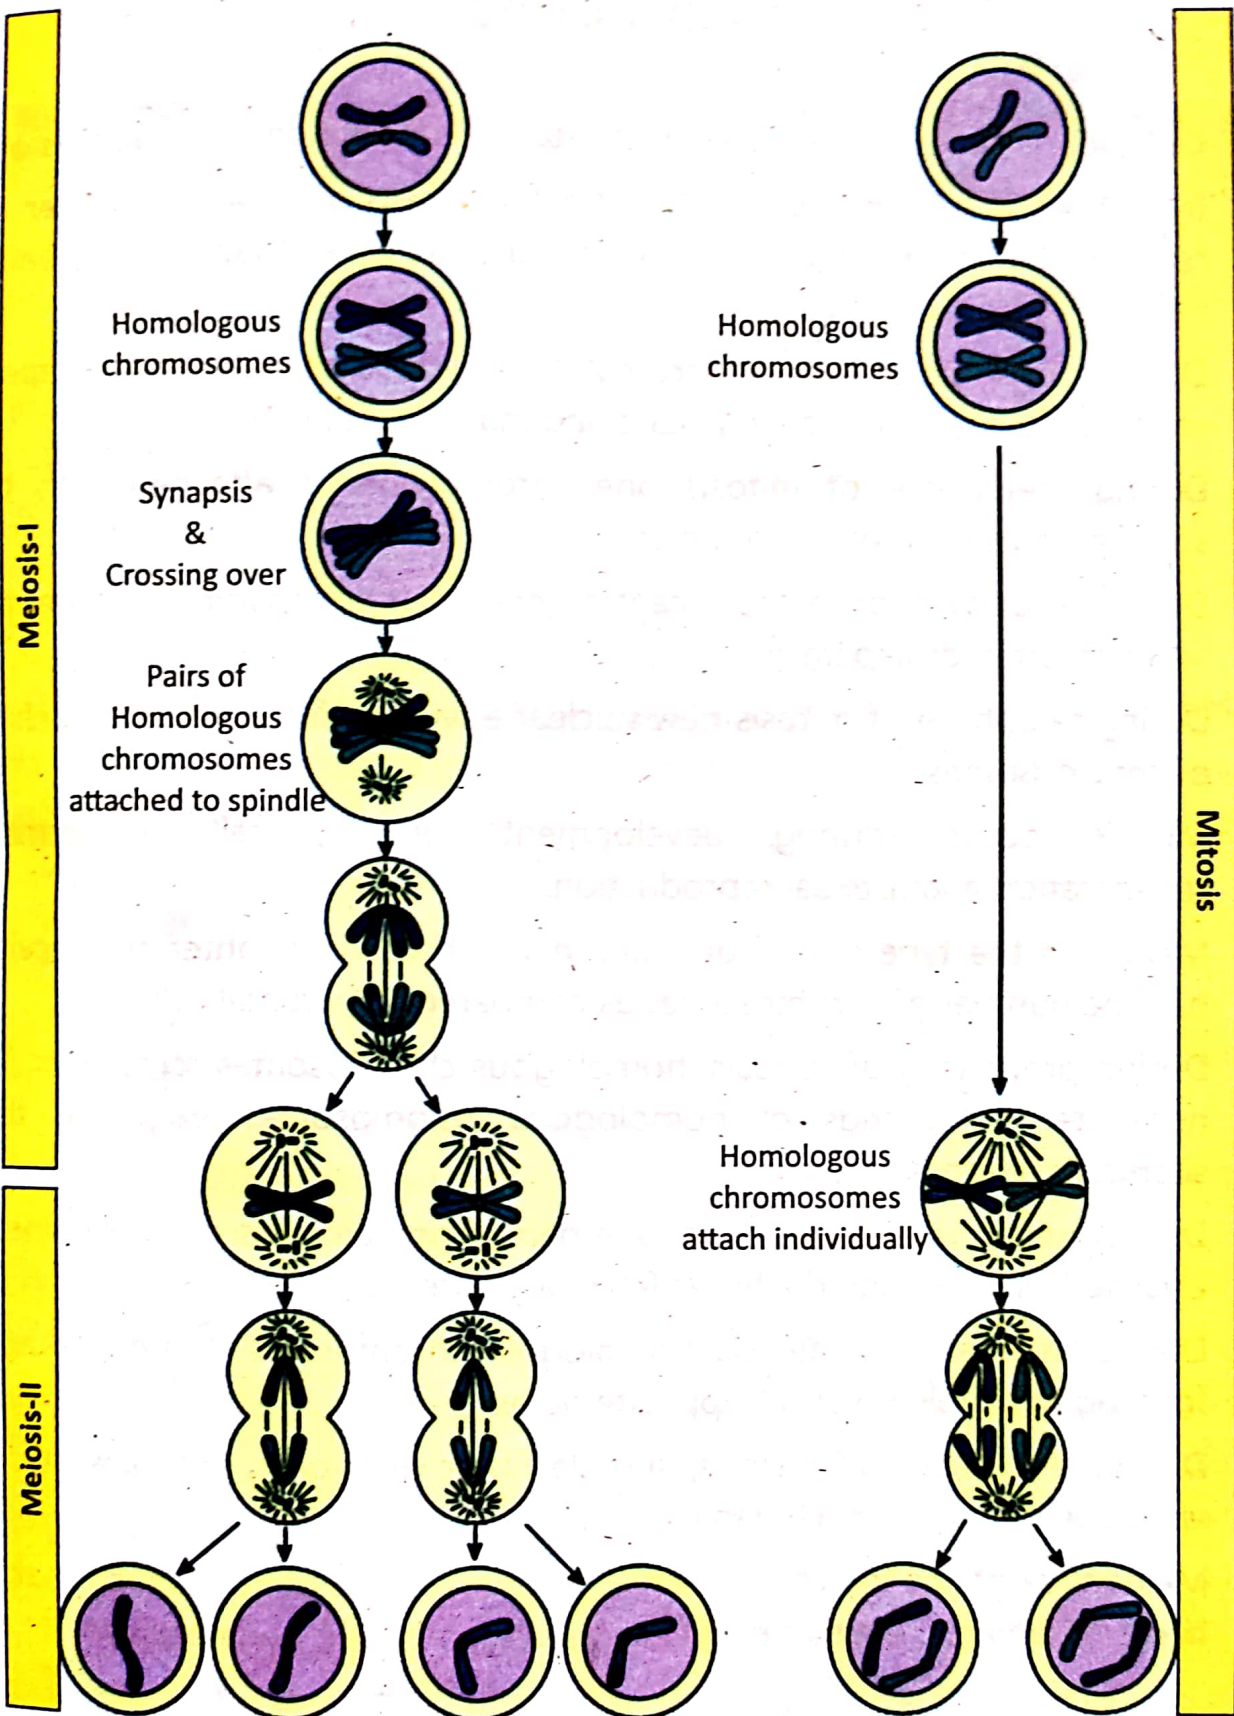 Meiosis-I
Homologous
chromosomes
Synapsis
&
Crossing over
Pairs of
Homologous
chromosomes
attached to spindle
Meiosis-II
Homologous
chromosomes
Homologous
chromosomes
attach individually
Mitosis